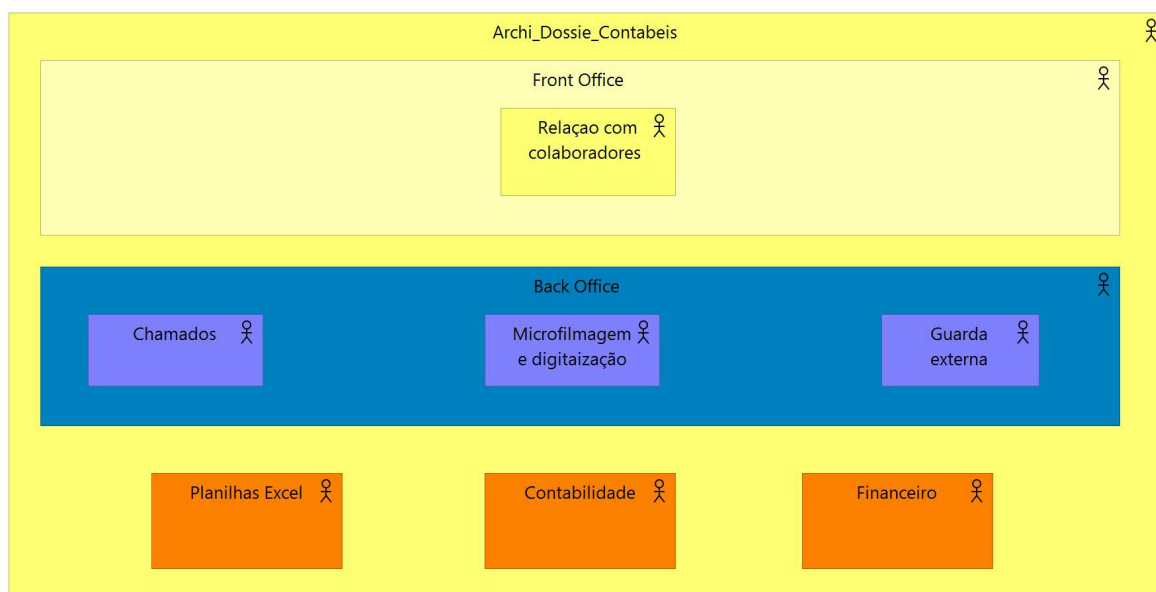 Archi_Dossie_Contabeis
Front Office
Relaçao com
colaboradores
Back Office
Chamados
Microfilmagem
e digitaização
Guarda
externa
Planilhas Excel
Contabilidade
Financeiro